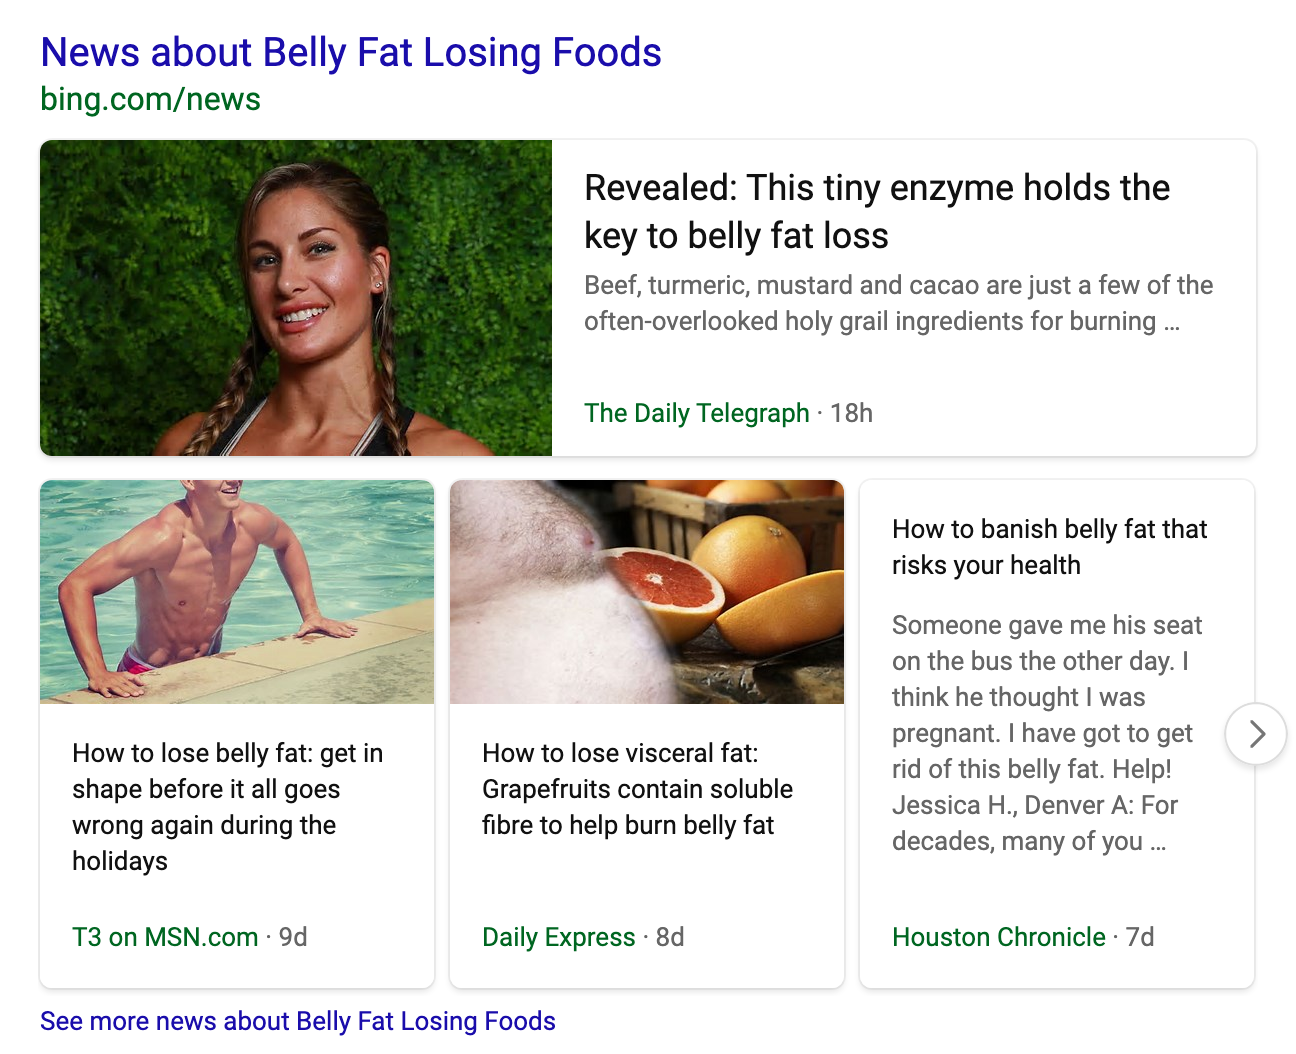 News about Belly Fat Losing Foods
bing.com/news
Revealed: This tiny enzyme holds the
key to belly fat loss
Beef, turmeric, mustard and cacao are just a few of the
often-overlooked holy grail ingredients for burning ...
The Daily Telegraph · 18h
How to lose belly fat: get in
shape before it all goes
wrong again during the
holidays
T3 on MSN.com · 9d
How to lose visceral fat:
Grapefruits contain soluble
fibre to help burn belly fat
Daily Express · 8d
How to banish belly fat that
risks your health
Someone gave me his seat
on the bus the other day. I
think he thought I was
pregnant. I have got to get
rid of this belly fat. Help!
Jessica H., Denver A: For
decades, many of you ...
Houston Chronicle · 7d
See more news about Belly Fat Losing Foods